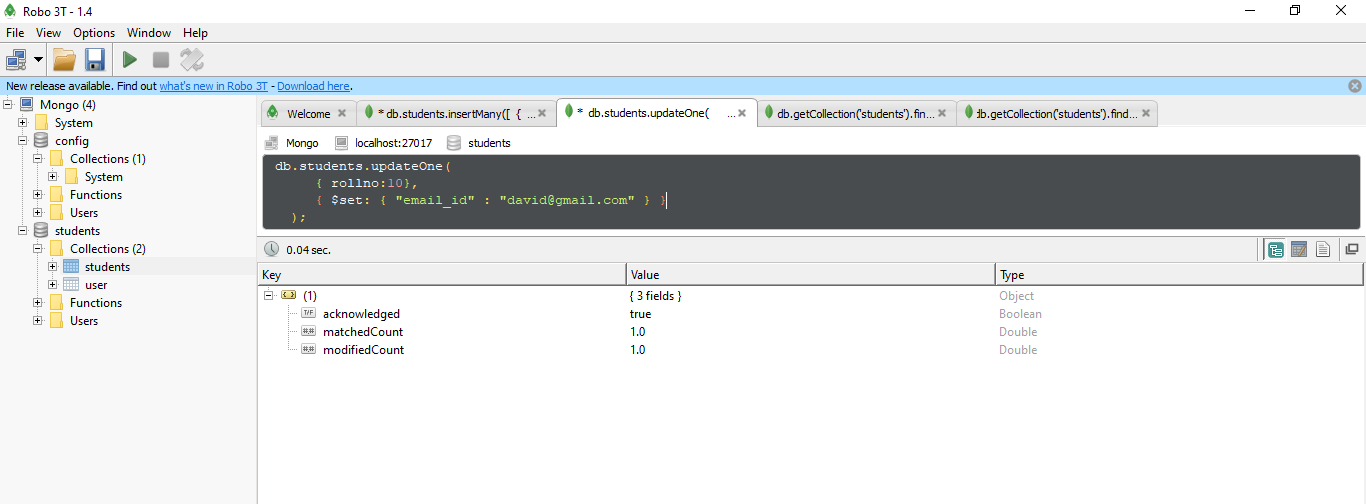 Robo 3T - 1.4
File View Options Window Help
New release available. Find out what's new in Robo 3T - Download here.
Mongo (4)
System
config
Collections (1)
System
Functions
Users
students
Collections (2)
students
user
Functions
Users
Welcome
* db.students.insertMany([ { ...
* db.students.updateOne( ...
db.getCollection('students').fin...
db.getCollection('students').find...
Mongo localhost:27017 students
db.students.updateOne(
{ rollno:10},
{ $set: { "email_id" : "david@gmail.com" } }
);
0.04 sec.
Key Value Type
(1) { 3 fields } Object
T/F acknowledged true Boolean
#.# matchedCount 1.0 Double
#.# modifiedCount 1.0 Double